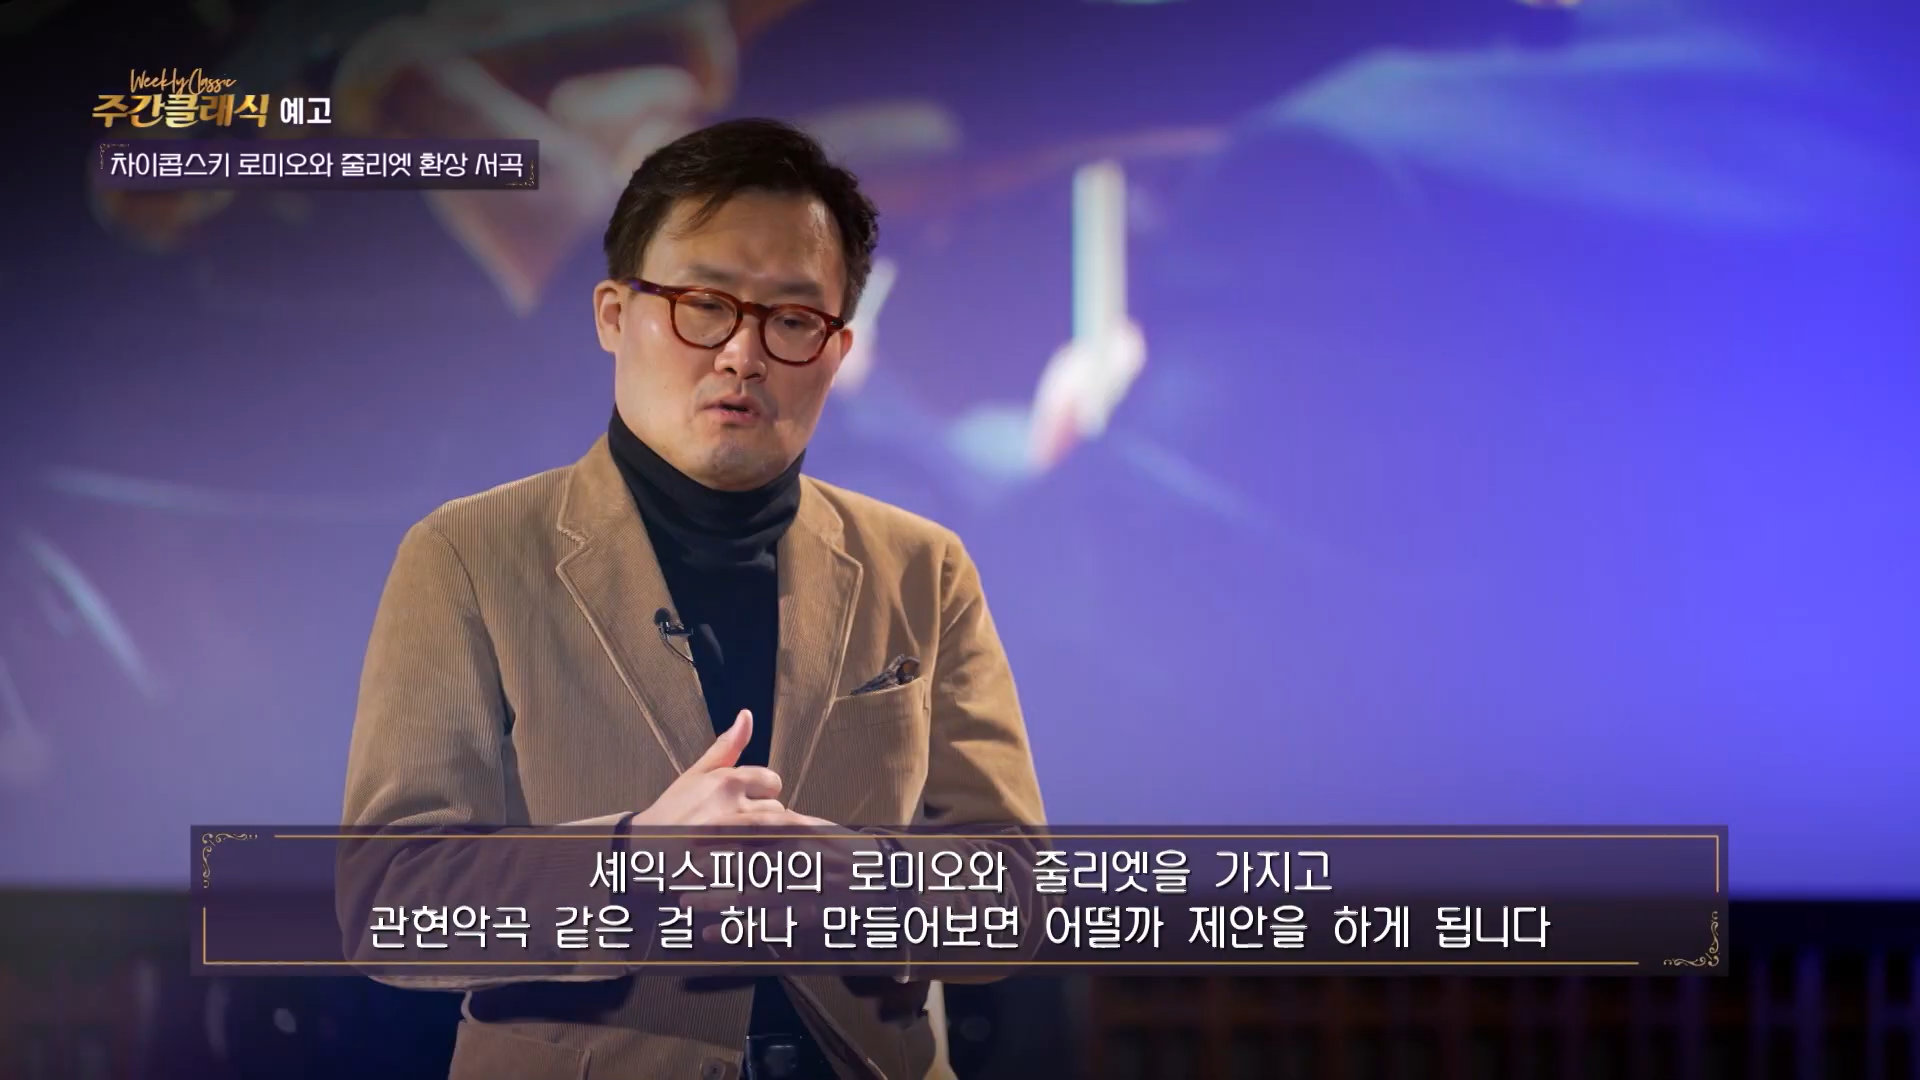 Weekly Classic
주간클래식 예고
차이콥스키 로미오와 줄리엣 환상 서곡
셰익스피어의 로미오와 줄리엣을 가지고
관현악곡 같은 걸 하나 만들어보면 어떨까 제안을 하게 됩니다